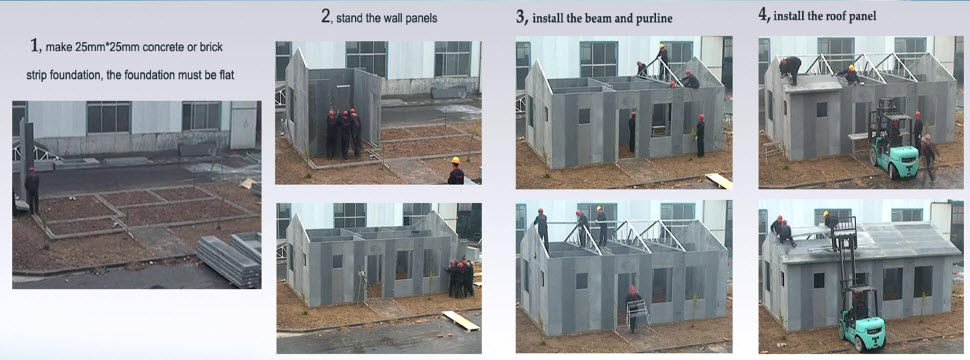 1, make 25mm*25mm concrete or brick
strip foundation, the foundation must be flat
2, stand the wall panels
3, install the beam and purline
4, install the roof panel